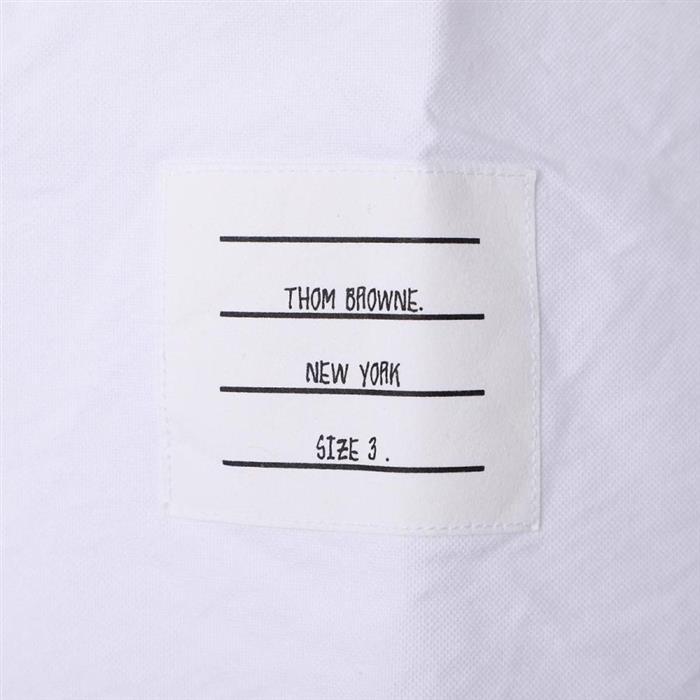 THOM BROWNE.
NEW YORK
SIZE 3 .